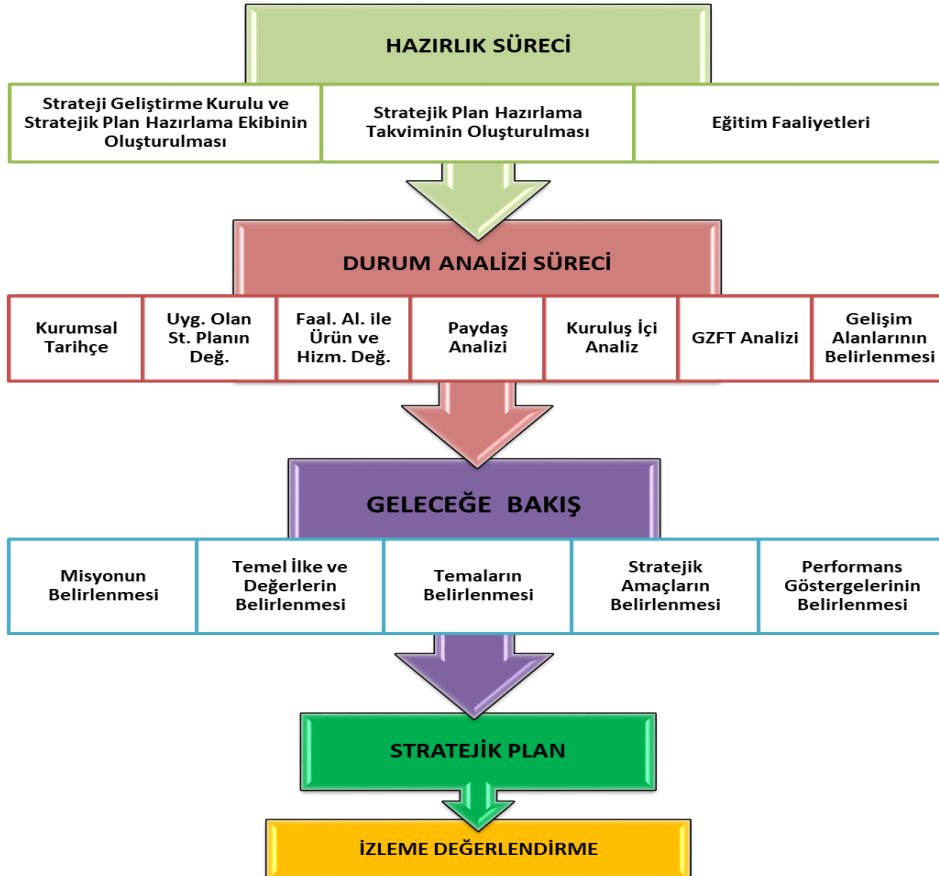 HAZIRLIK SÜRECİ
Strateji Geliştirme Kurulu ve
Stratejik Plan Hazırlama Ekibinin
Oluşturulması
Stratejik Plan Hazırlama
Takviminin Oluşturulması
Eğitim Faaliyetleri
DURUM ANALİZİ SÜRECİ
Kurumsal
Tarihçe
Uyg. Olan
St. Planın
Değ.
Faal. Al. ile
Ürün ve
Hizm. Değ.
Paydaş
Analizi
Kuruluş İçi
Analiz
GZFT Analizi
Gelişim
Alanlarının
Belirlenmesi
GELECEĞE BAKIŞ
Misyonun
Belirlenmesi
Temel İlke ve
Değerlerin
Belirlenmesi
Temaların
Belirlenmesi
Stratejik
Amaçların
Belirlenmesi
Performans
Göstergelerinin
Belirlenmesi
STRATEJİK PLAN
İZLEME DEĞERLENDİRME